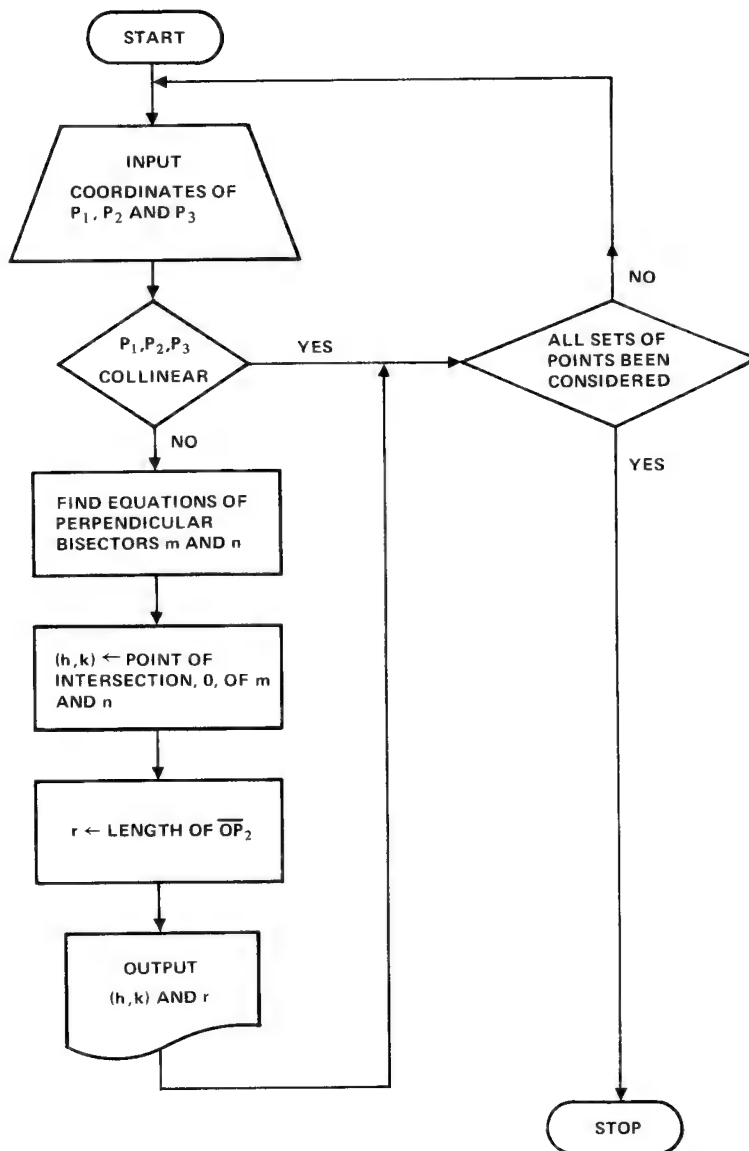 START
INPUT
COORDINATES OF
P₁, P₂ AND P₃
P₁,P₂,P₃
COLLINEAR
YES
NO
FIND EQUATIONS OF
PERPENDICULAR
BISECTORS m AND n
(h,k) ← POINT OF
INTERSECTION, 0, OF m
AND n
r ← LENGTH OF O̅P̅₂
OUTPUT
(h,k) AND r
NO
ALL SETS OF
POINTS BEEN
CONSIDERED
YES
STOP